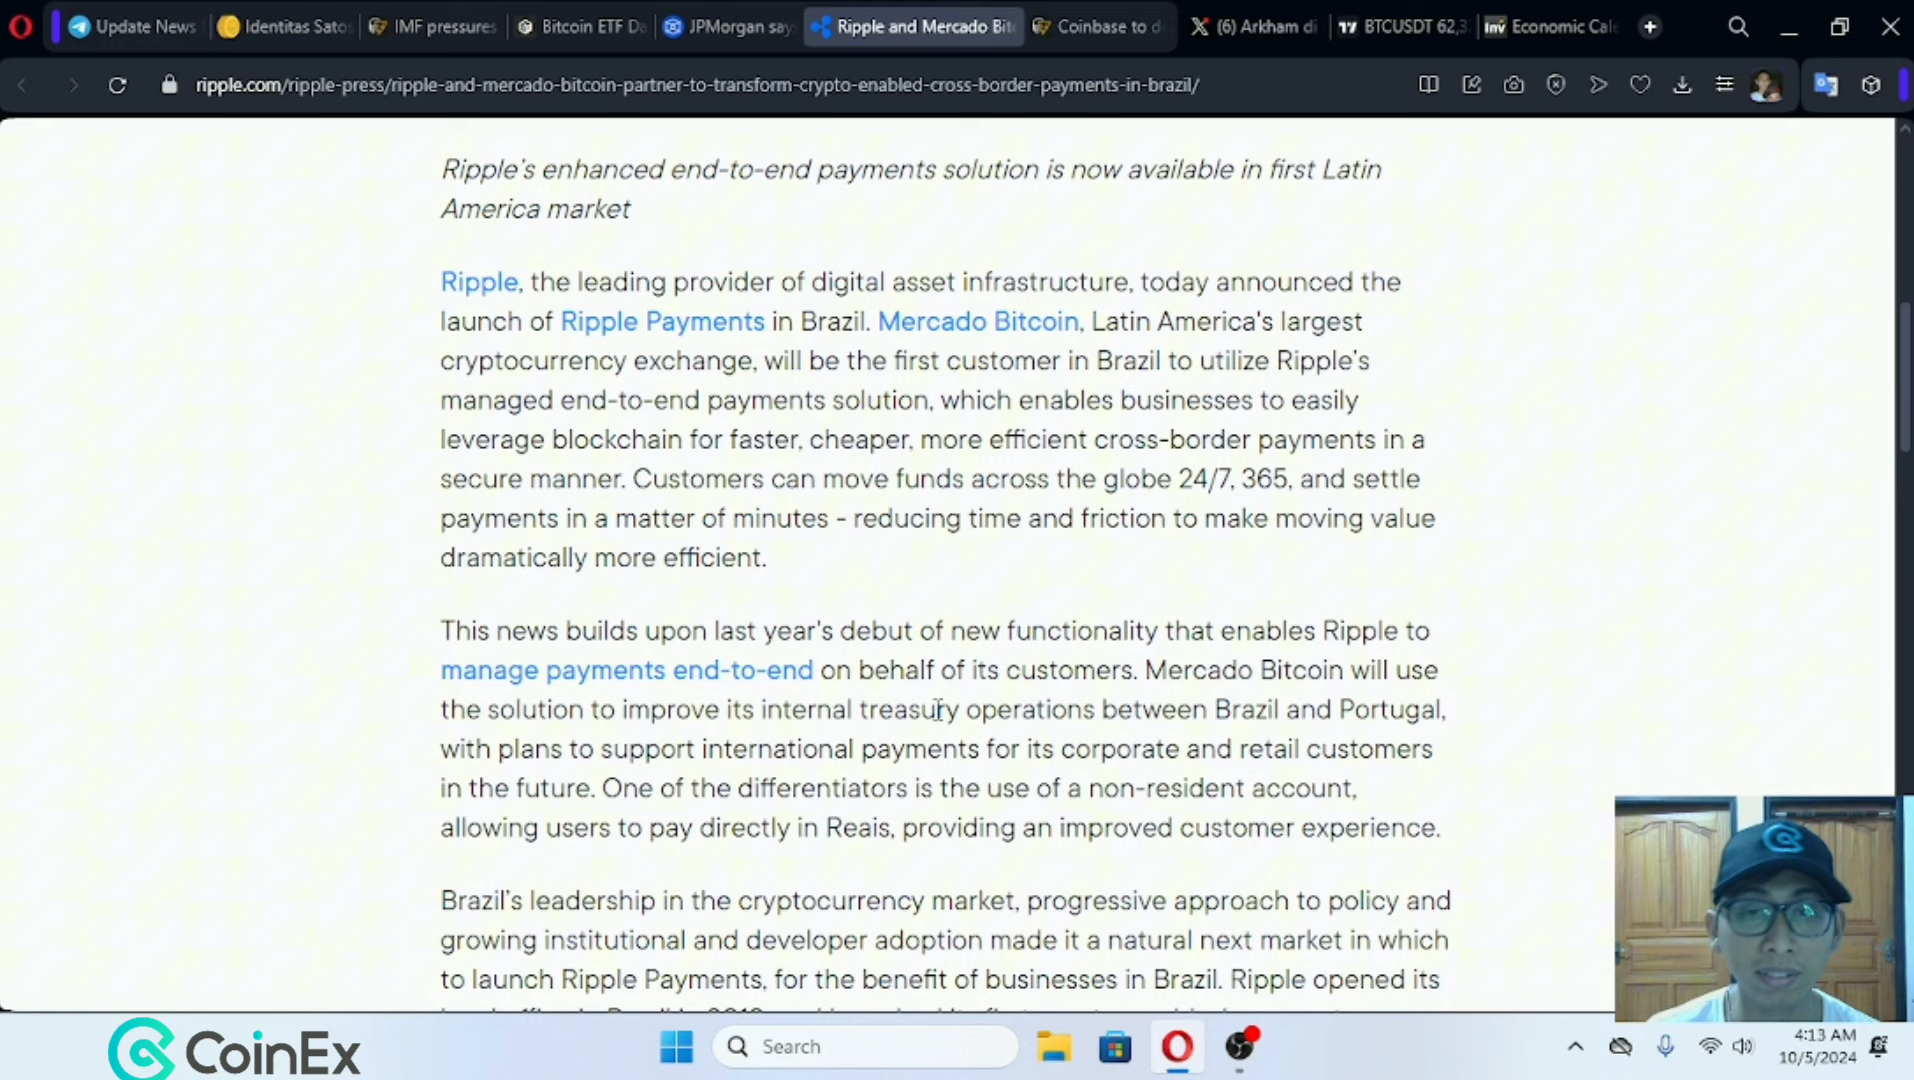 Update News
Identitas Satos
IMF pressures
Bitcoin ETF Da
JPMorgan say
Ripple and Mercado Bit
Coinbase to d
(6) Arkham di
BTCUSDT 62,3
Economic Cale
ripple.com/ripple-press/ripple-and-mercado-bitcoin-partner-to-transform-crypto-enabled-cross-border-payments-in-brazil/
Ripple's enhanced end-to-end payments solution is now available in first Latin
America market
Ripple, the leading provider of digital asset infrastructure, today announced the
launch of Ripple Payments in Brazil. Mercado Bitcoin, Latin America's largest
cryptocurrency exchange, will be the first customer in Brazil to utilize Ripple's
managed end-to-end payments solution, which enables businesses to easily
leverage blockchain for faster, cheaper, more efficient cross-border payments in a
secure manner. Customers can move funds across the globe 24/7, 365, and settle
payments in a matter of minutes - reducing time and friction to make moving value
dramatically more efficient.
This news builds upon last year's debut of new functionality that enables Ripple to
manage payments end-to-end on behalf of its customers. Mercado Bitcoin will use
the solution to improve its internal treasury operations between Brazil and Portugal,
with plans to support international payments for its corporate and retail customers
in the future. One of the differentiators is the use of a non-resident account,
allowing users to pay directly in Reais, providing an improved customer experience.
Brazil's leadership in the cryptocurrency market, progressive approach to policy and
growing institutional and developer adoption made it a natural next market in which
to launch Ripple Payments, for the benefit of businesses in Brazil. Ripple opened its
CoinEx
Search
4:13 AM
10/5/2024